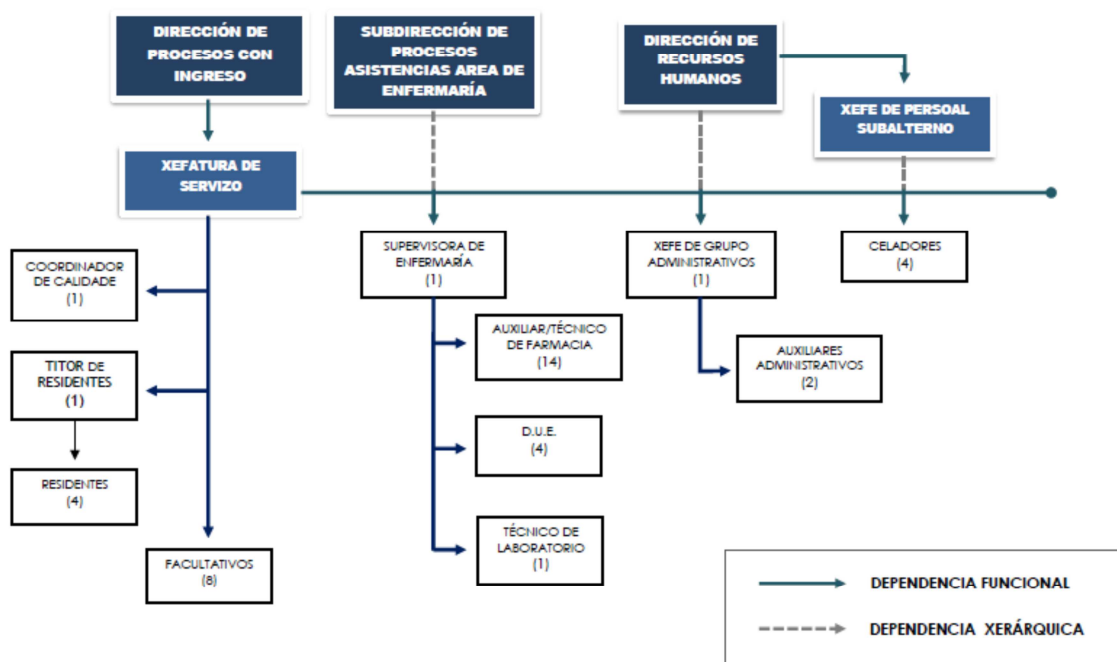 DIRECCIÓN DE
PROCESOS CON
INGRESO
SUBDIRECCIÓN DE
PROCESOS
ASISTENCIAS AREA DE
ENFERMARÍA
DIRECCIÓN DE
RECURSOS
HUMANOS
XEFE DE PERSOAL
SUBALTERNO
XEFATURA DE
SERVIZO
COORDINADOR
DE CALIDADE
(1)
SUPERVISORA DE
ENFERMARÍA
(1)
XEFE DE GRUPO
ADMINISTRATIVOS
(1)
CELADORES
(4)
TITOR DE
RESIDENTES
(1)
AUXILIAR/TÉCNICO
DE FARMACIA
(14)
AUXILIARES
ADMINISTRATIVOS
(2)
RESIDENTES
(4)
D.U.E.
(4)
FACULTATIVOS
(8)
TÉCNICO DE
LABORATORIO
(1)
DEPENDENCIA FUNCIONAL
DEPENDENCIA XERÁRQUICA